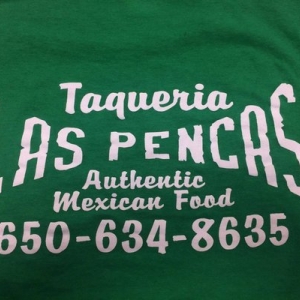 Taqueria
LAS PENCAS
Authentic
Mexican Food
650-634-8635